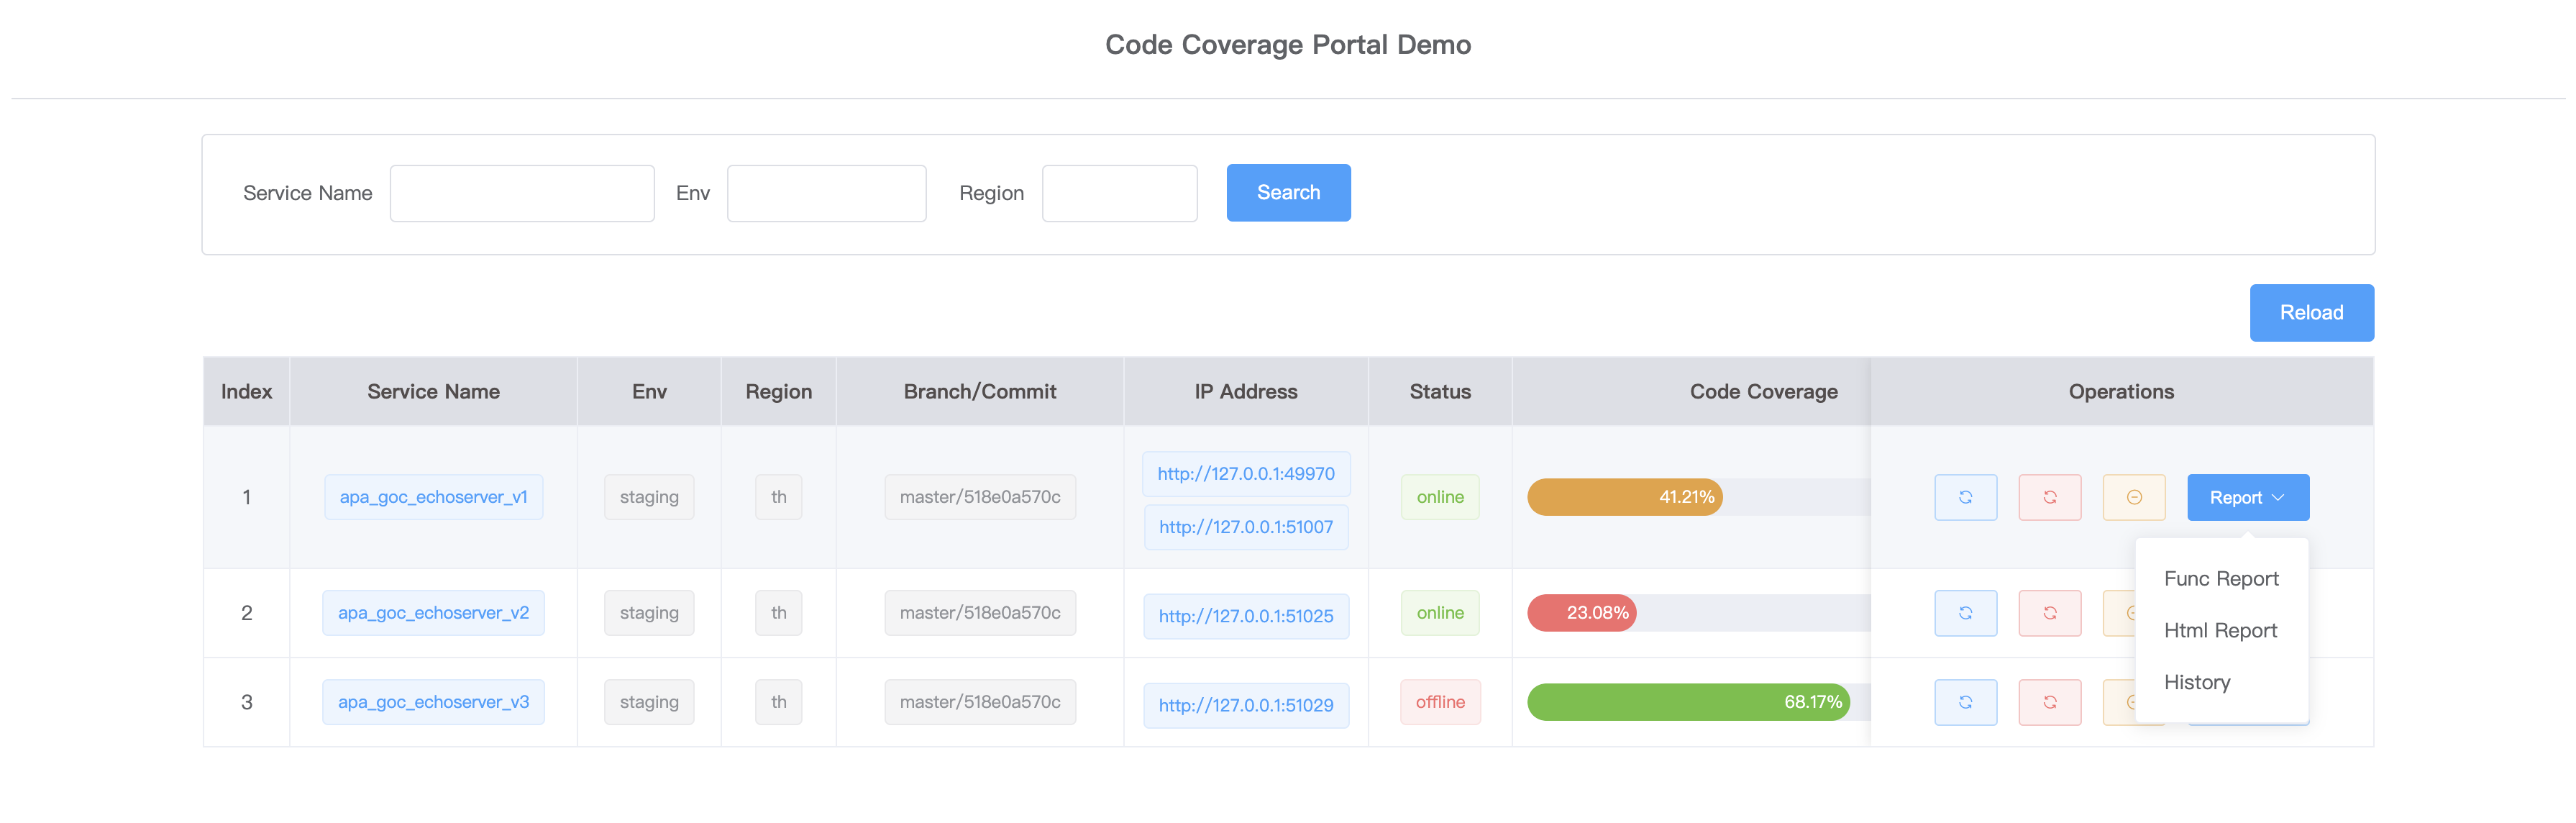 Code Coverage Portal Demo
Service Name Env Region Search
Reload
Index Service Name Env Region Branch/Commit IP Address Status Code Coverage Operations
1 apa_goc_echoserver_v1 staging th master/518e0a570c http://127.0.0.1:49970 online 41.21% Report
http://127.0.0.1:51007
Func Report
2 apa_goc_echoserver_v2 staging th master/518e0a570c http://127.0.0.1:51025 online 23.08%
Html Report
History
3 apa_goc_echoserver_v3 staging th master/518e0a570c http://127.0.0.1:51029 offline 68.17%